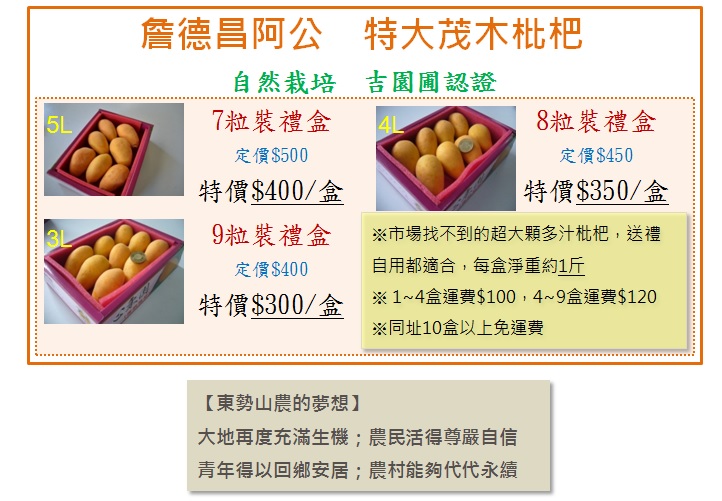 詹德昌阿公　特大茂木枇杷
自然栽培　吉園圃認證
5L
7粒裝禮盒
定價$500
特價$400/盒
4L
8粒裝禮盒
定價$450
特價$350/盒
3L
9粒裝禮盒
定價$400
特價$300/盒
※市場找不到的超大顆多汁枇杷，送禮
自用都適合，每盒淨重約1斤
※ 1~4盒運費$100，4~9盒運費$120
※同址10盒以上免運費
【東勢山農的夢想】
大地再度充滿生機；農民活得尊嚴自信
青年得以回鄉安居；農村能夠代代永續